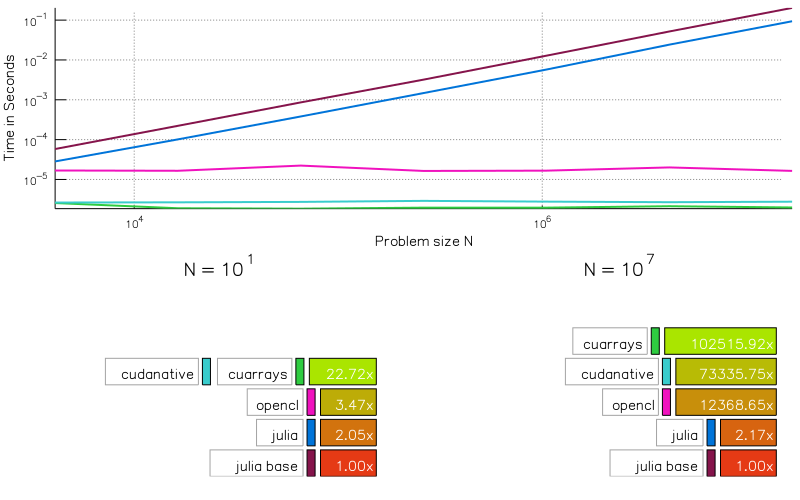 Time in Seconds
10^-1
10^-2
10^-3
10^-4
10^-5
10^4
10^6
Problem size N
N = 10^1
N = 10^7
cudanative cuarrays 22.72x
opencl 3.47x
julia 2.05x
julia base 1.00x
cuarrays 102515.92x
cudanative 73335.75x
opencl 12368.65x
julia 2.17x
julia base 1.00x